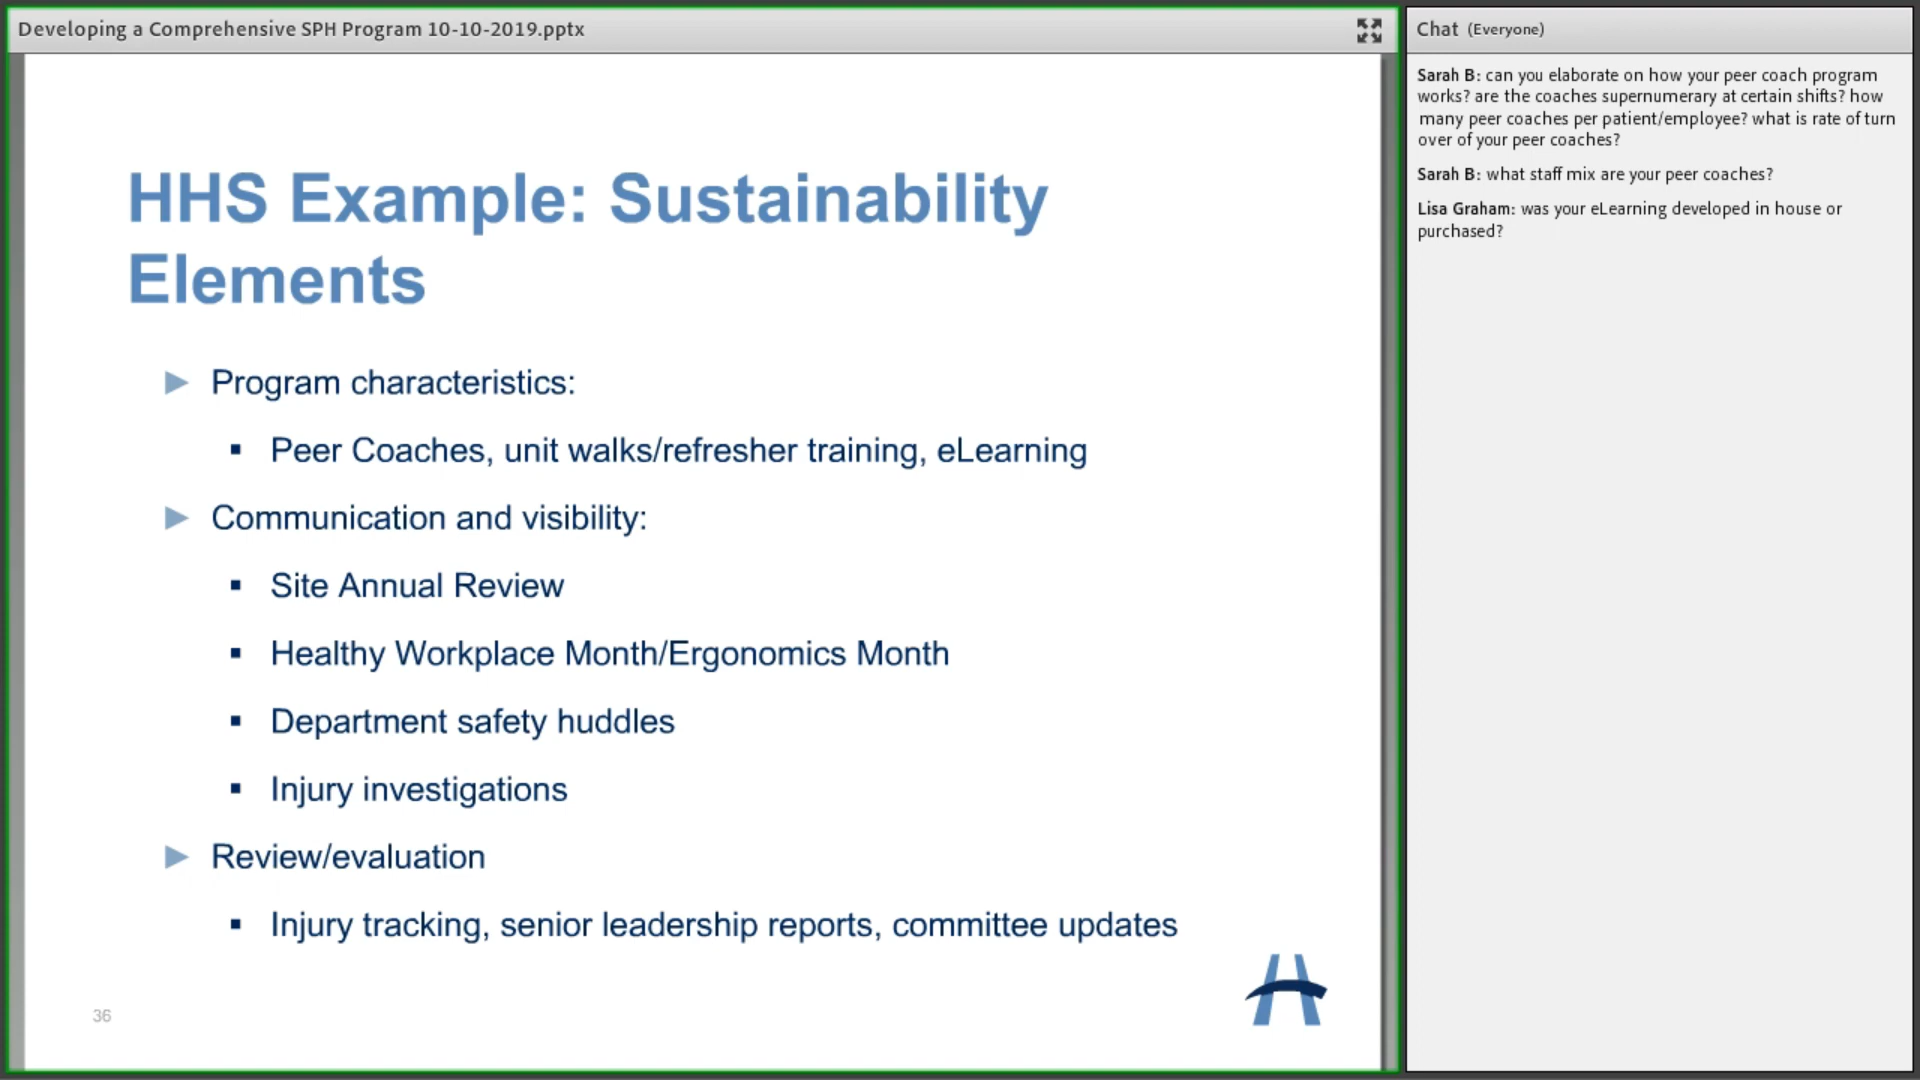 Developing a Comprehensive SPH Program 10-10-2019.pptx
HHS Example: Sustainability
Elements
► Program characteristics:
▪ Peer Coaches, unit walks/refresher training, eLearning
► Communication and visibility:
▪ Site Annual Review
▪ Healthy Workplace Month/Ergonomics Month
▪ Department safety huddles
▪ Injury investigations
► Review/evaluation
▪ Injury tracking, senior leadership reports, committee updates
36
Chat (Everyone)
Sarah B: can you elaborate on how your peer coach program
works? are the coaches supernumerary at certain shifts? how
many peer coaches per patient/employee? what is rate of turn
over of your peer coaches?
Sarah B: what staff mix are your peer coaches?
Lisa Graham: was your eLearning developed in house or
purchased?